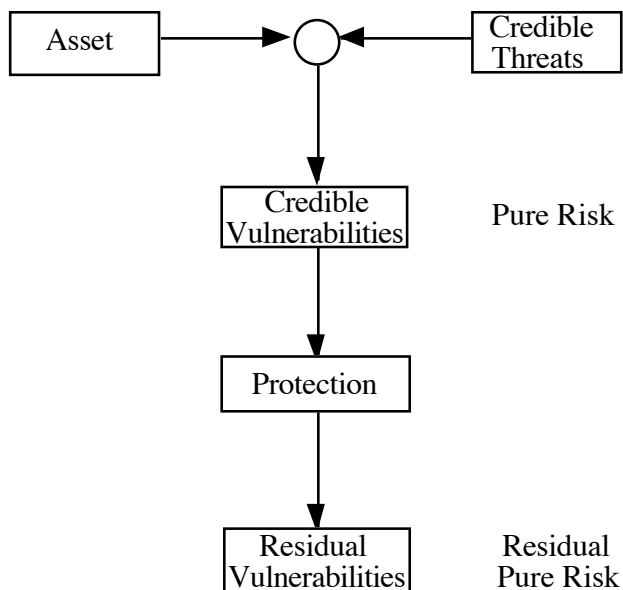 Asset
Credible
Threats
Credible
Vulnerabilities
Pure Risk
Protection
Residual
Vulnerabilities
Residual
Pure Risk